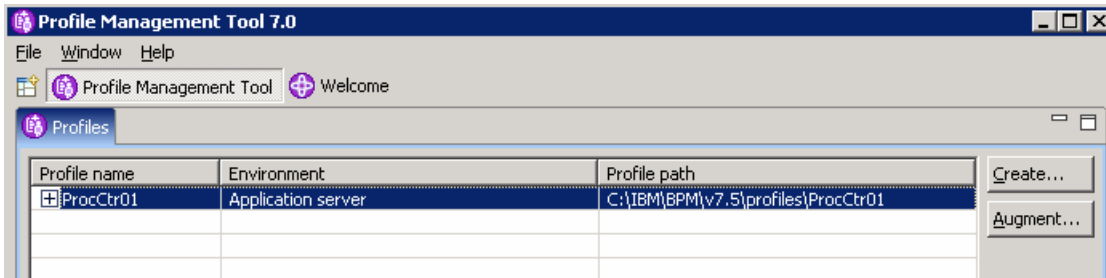 Profile Management Tool 7.0
File Window Help
Profile Management Tool Welcome
Profiles
Profile name Environment Profile path Create...
ProcCtr01 Application server C:\IBM\BPM\v7.5\profiles\ProcCtr01
Augment...